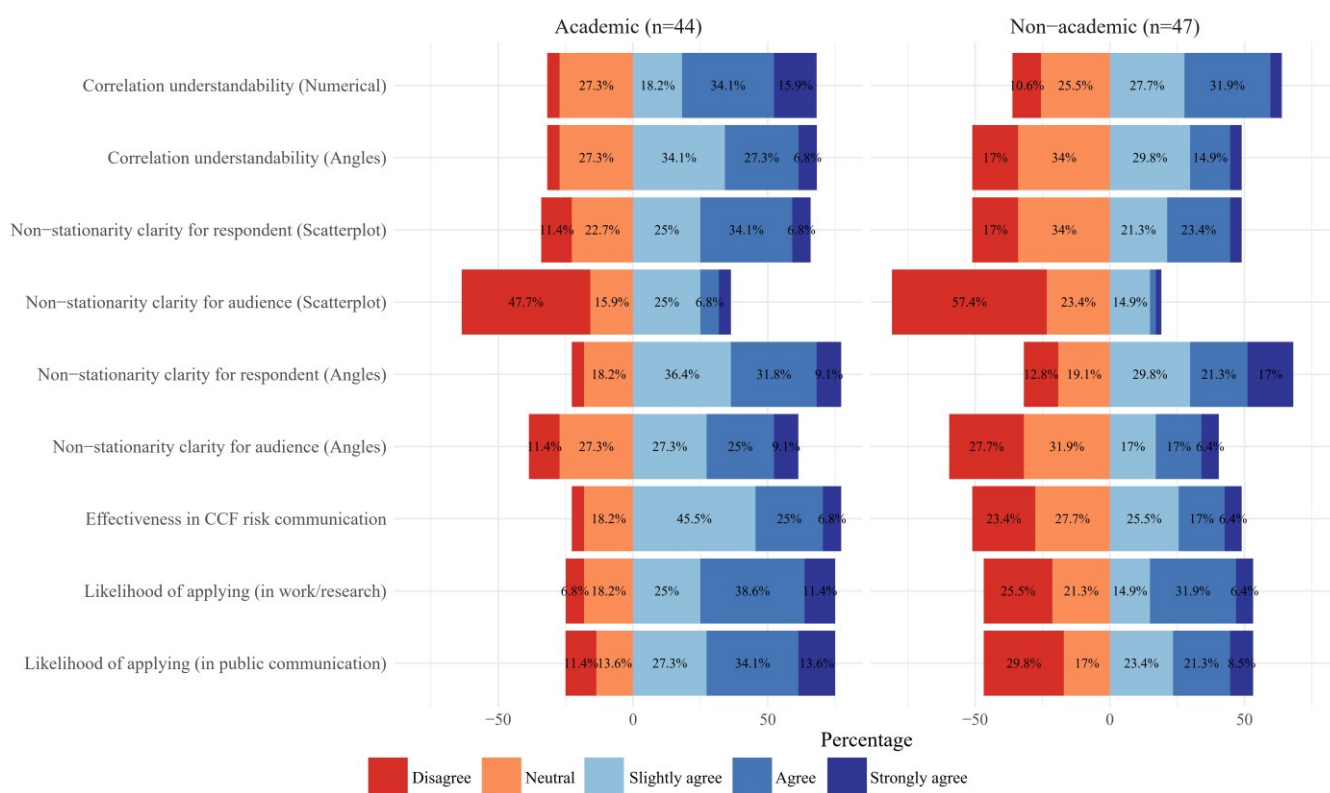 Academic (n=44) Non−academic (n=47)
Correlation understandability (Numerical) 27.3% 18.2% 34.1% 15.9% 10.6% 25.5% 27.7% 31.9%
Correlation understandability (Angles) 27.3% 34.1% 27.3% 6.8% 17% 34% 29.8% 14.9%
Non−stationarity clarity for respondent (Scatterplot) 11.4% 22.7% 25% 34.1% 6.8% 17% 34% 21.3% 23.4%
Non−stationarity clarity for audience (Scatterplot) 47.7% 15.9% 25% 6.8% 57.4% 23.4% 14.9%
Non−stationarity clarity for respondent (Angles) 18.2% 36.4% 31.8% 9.1% 12.8% 19.1% 29.8% 21.3% 17%
Non−stationarity clarity for audience (Angles) 11.4% 27.3% 27.3% 25% 9.1% 27.7% 31.9% 17% 17% 6.4%
Effectiveness in CCF risk communication 18.2% 45.5% 25% 6.8% 23.4% 27.7% 25.5% 17% 6.4%
Likelihood of applying (in work/research) 6.8% 18.2% 25% 38.6% 11.4% 25.5% 21.3% 14.9% 31.9% 6.4%
Likelihood of applying (in public communication) 11.4% 13.6% 27.3% 34.1% 13.6% 29.8% 17% 23.4% 21.3% 8.5%
−50 0 50 −50 0 50
Percentage
Disagree Neutral Slightly agree Agree Strongly agree